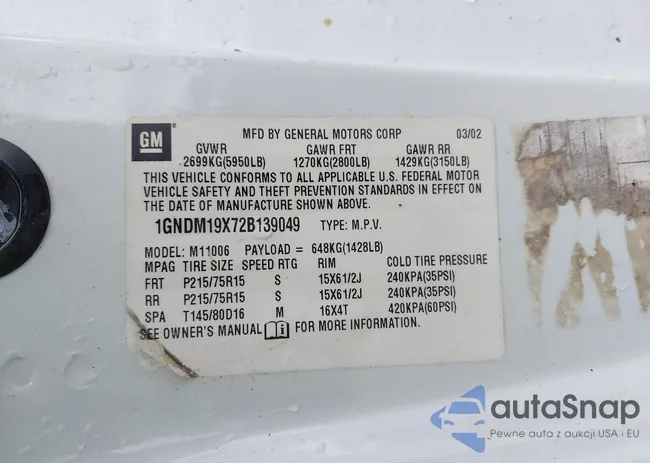 GM
MFD BY GENERAL MOTORS CORP 03/02
GVWR GAWR FRT GAWR RR
2699KG(5950LB) 1270KG(2800LB) 1429KG(3150LB)
THIS VEHICLE CONFORMS TO ALL APPLICABLE U.S. FEDERAL MOTOR
VEHICLE SAFETY AND THEFT PREVENTION STANDARDS IN EFFECT ON
THE DATE OF MANUFACTURE SHOWN ABOVE.
1GNDM19X72B139049 TYPE: M.P.V.
MODEL: M11006 PAYLOAD = 648KG(1428LB)
MPAG TIRE SIZE SPEED RTG RIM COLD TIRE PRESSURE
FRT P215/75R15 S 15X61/2J 240KPA(35PSI)
RR P215/75R15 S 15X61/2J 240KPA(35PSI)
SPA T145/80D16 M 16X4T 420KPA(60PSI)
SEE OWNER'S MANUAL FOR MORE INFORMATION.
autoSnap
Pewne auta z aukcji USA i EU